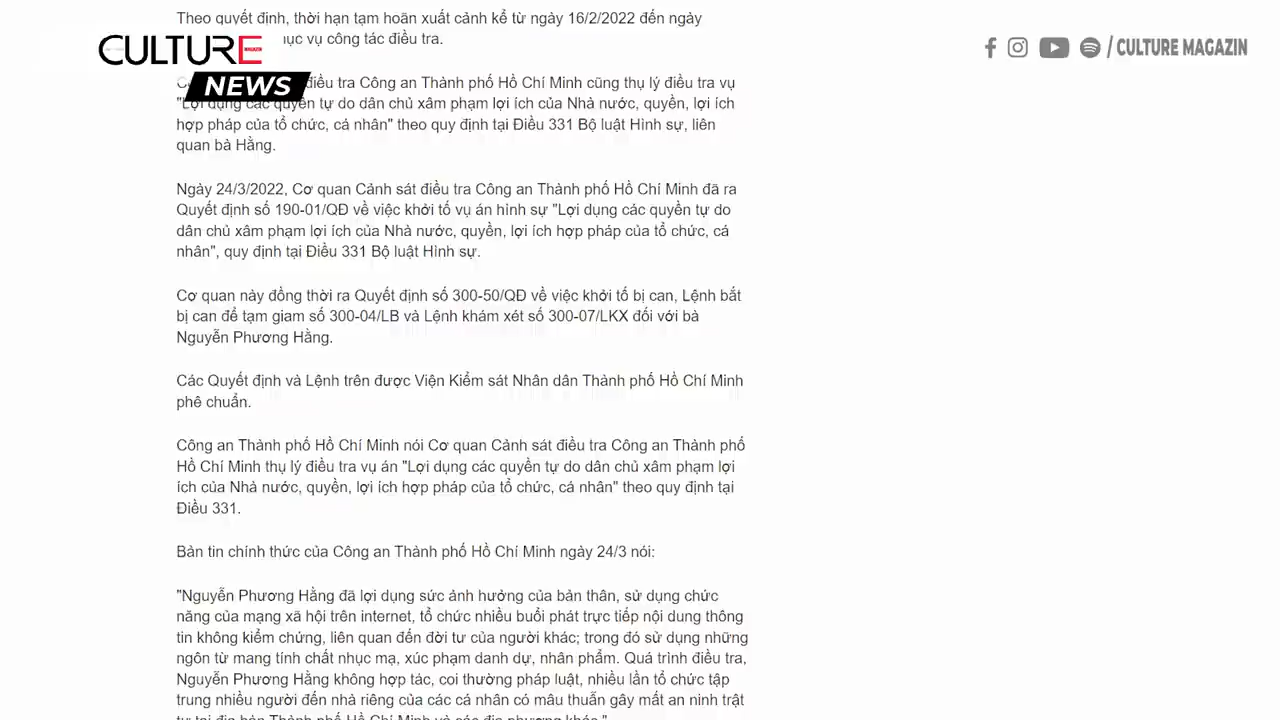 Theo quyết định, thời hạn tạm hoãn xuất cảnh kể từ ngày 16/2/2022 đến ngày
CULTURE
NEWS
/ CULTURE MAGAZIN
vụ công tác điều tra.
điều tra Công an Thành phố Hồ Chí Minh cũng thụ lý điều tra vụ
"Lợi dụng các quyền tự do dân chủ xâm phạm lợi ích của Nhà nước, quyền, lợi ích
hợp pháp của tổ chức, cá nhân" theo quy định tại Điều 331 Bộ luật Hình sự, liên
quan bà Hằng.
Ngày 24/3/2022, Cơ quan Cảnh sát điều tra Công an Thành phố Hồ Chí Minh đã ra
Quyết định số 190-01/QĐ về việc khởi tố vụ án hình sự "Lợi dụng các quyền tự do
dân chủ xâm phạm lợi ích của Nhà nước, quyền, lợi ích hợp pháp của tổ chức, cá
nhân", quy định tại Điều 331 Bộ luật Hình sự.
Cơ quan này đồng thời ra Quyết định số 300-50/QĐ về việc khởi tố bị can, Lệnh bắt
bị can để tạm giam số 300-04/LB và Lệnh khám xét số 300-07/LKX đối với bà
Nguyễn Phương Hằng.
Các Quyết định và Lệnh trên được Viện Kiểm sát Nhân dân Thành phố Hồ Chí Minh
phê chuẩn.
Công an Thành phố Hồ Chí Minh nói Cơ quan Cảnh sát điều tra Công an Thành phố
Hồ Chí Minh thụ lý điều tra vụ án "Lợi dụng các quyền tự do dân chủ xâm phạm lợi
ích của Nhà nước, quyền, lợi ích hợp pháp của tổ chức, cá nhân" theo quy định tại
Điều 331.
Bản tin chính thức của Công an Thành phố Hồ Chí Minh ngày 24/3 nói:
"Nguyễn Phương Hằng đã lợi dụng sức ảnh hưởng của bản thân, sử dụng chức
năng của mạng xã hội trên internet, tổ chức nhiều buổi phát trực tiếp nội dung thông
tin không kiểm chứng, liên quan đến đời tư của người khác; trong đó sử dụng những
ngôn từ mang tính chất nhục mạ, xúc phạm danh dự, nhân phẩm. Quá trình điều tra,
Nguyễn Phương Hằng không hợp tác, coi thường pháp luật, nhiều lần tổ chức tập
trung nhiều người đến nhà riêng của các cá nhân có mâu thuẫn gây mất an ninh trật
tự tại địa bàn Thành phố Hồ Chí Minh và các địa phương khác."